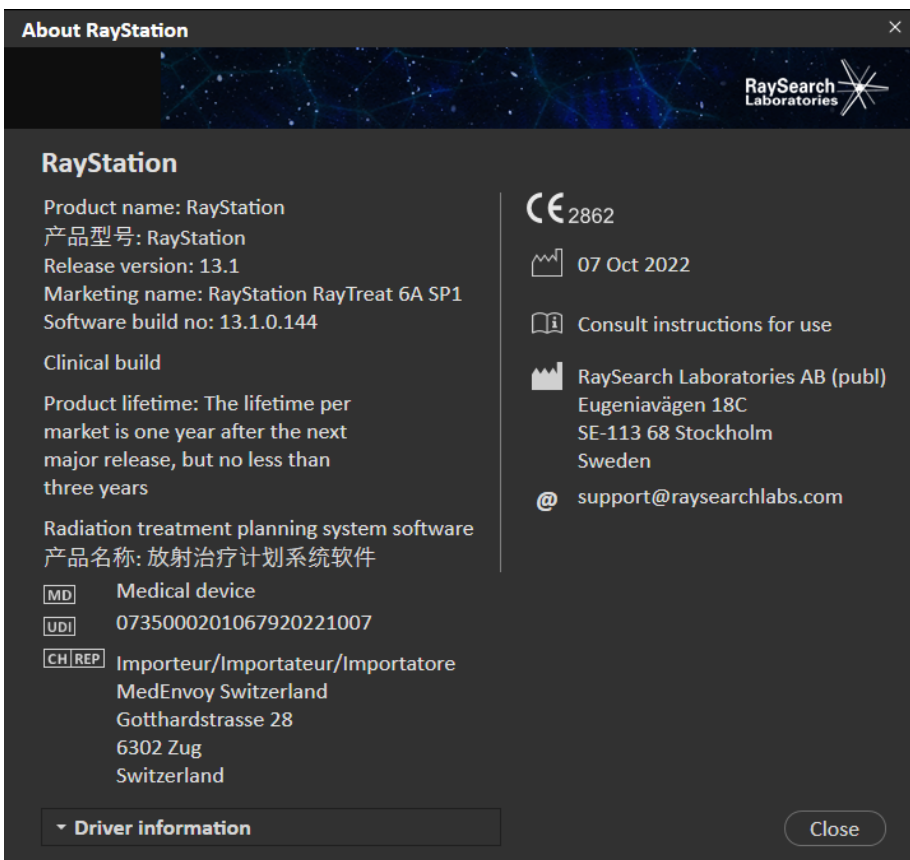 About RayStation
RaySearch
Laboratories
RayStation
Product name: RayStation
产品型号: RayStation
Release version: 13.1
Marketing name: RayStation RayTreat 6A SP1
Software build no: 13.1.0.144
Clinical build
Product lifetime: The lifetime per
market is one year after the next
major release, but no less than
three years
Radiation treatment planning system software
产品名称: 放射治疗计划系统软件
MD Medical device
UDI 0735000201067920221007
CH REP Importeur/Importateur/Importatore
MedEnvoy Switzerland
Gotthardstrasse 28
6302 Zug
Switzerland
CE 2862
07 Oct 2022
Consult instructions for use
RaySearch Laboratories AB (publ)
Eugeniavägen 18C
SE-113 68 Stockholm
Sweden
@ support@raysearchlabs.com
Driver information
Close